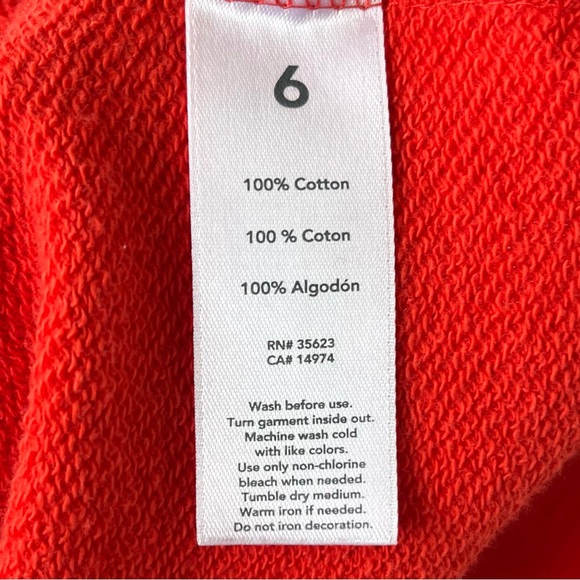 6
100% Cotton
100 % Coton
100% Algodón
RN# 35623
CA# 14974
Wash before use.
Turn garment inside out.
Machine wash cold
with like colors.
Use only non-chlorine
bleach when needed.
Tumble dry medium.
Warm iron if needed.
Do not iron decoration.